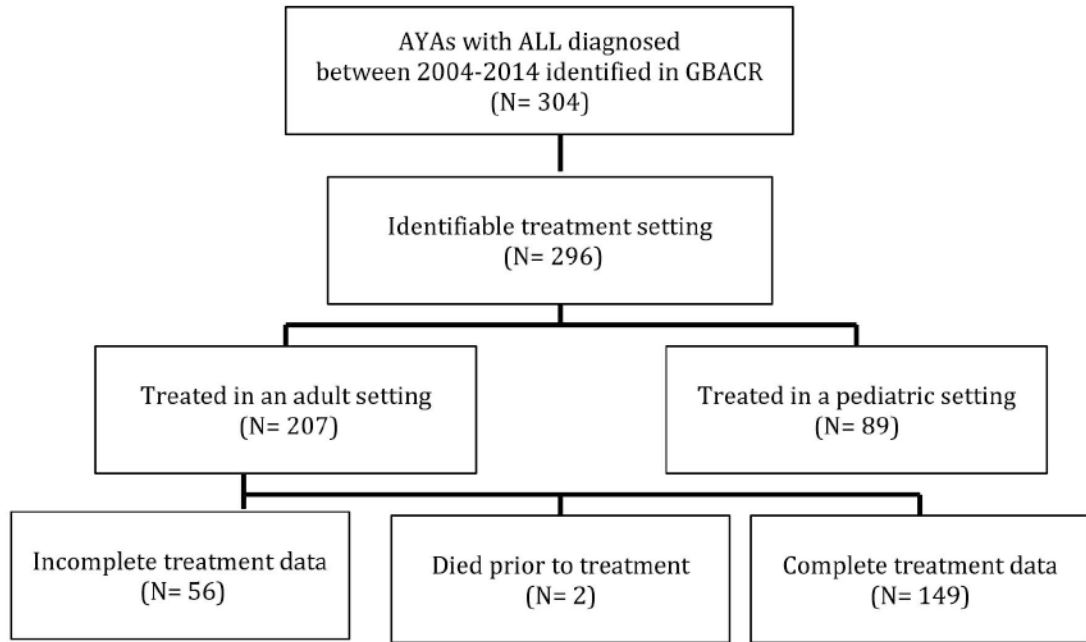 AYAs with ALL diagnosed
between 2004-2014 identified in GBACR
(N= 304)
Identifiable treatment setting
(N= 296)
Treated in an adult setting
(N= 207)
Treated in a pediatric setting
(N= 89)
Incomplete treatment data
(N= 56)
Died prior to treatment
(N= 2)
Complete treatment data
(N= 149)